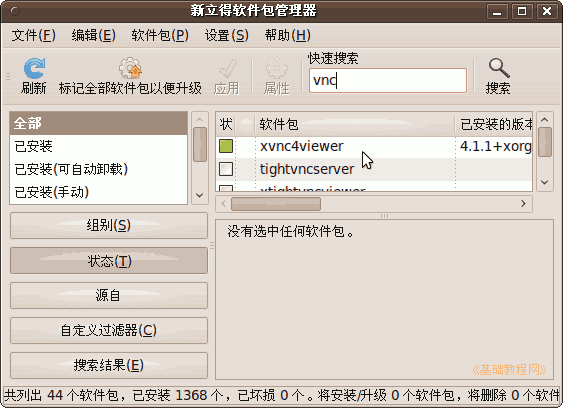 新立得软件包管理器
文件(F) 编辑(E) 软件包(P) 设置(S) 帮助(H)
快速搜索
刷新 标记全部软件包以便升级 应用 属性 vnc 搜索
全部
已安装
已安装(可自动卸载)
已安装(手动)
状 软件包 已安装的版本
xvnc4viewer 4.1.1+xorg
tightvncserver
xtightvncviewer
组别(S)
状态(T)
源自
自定义过滤器(C)
搜索结果(E)
没有选中任何软件包。
《基础教程网》
共列出 44 个软件包，已安装 1368 个，已坏损 0 个。将安装/升级 0 个软件包，将删除 0 个软件